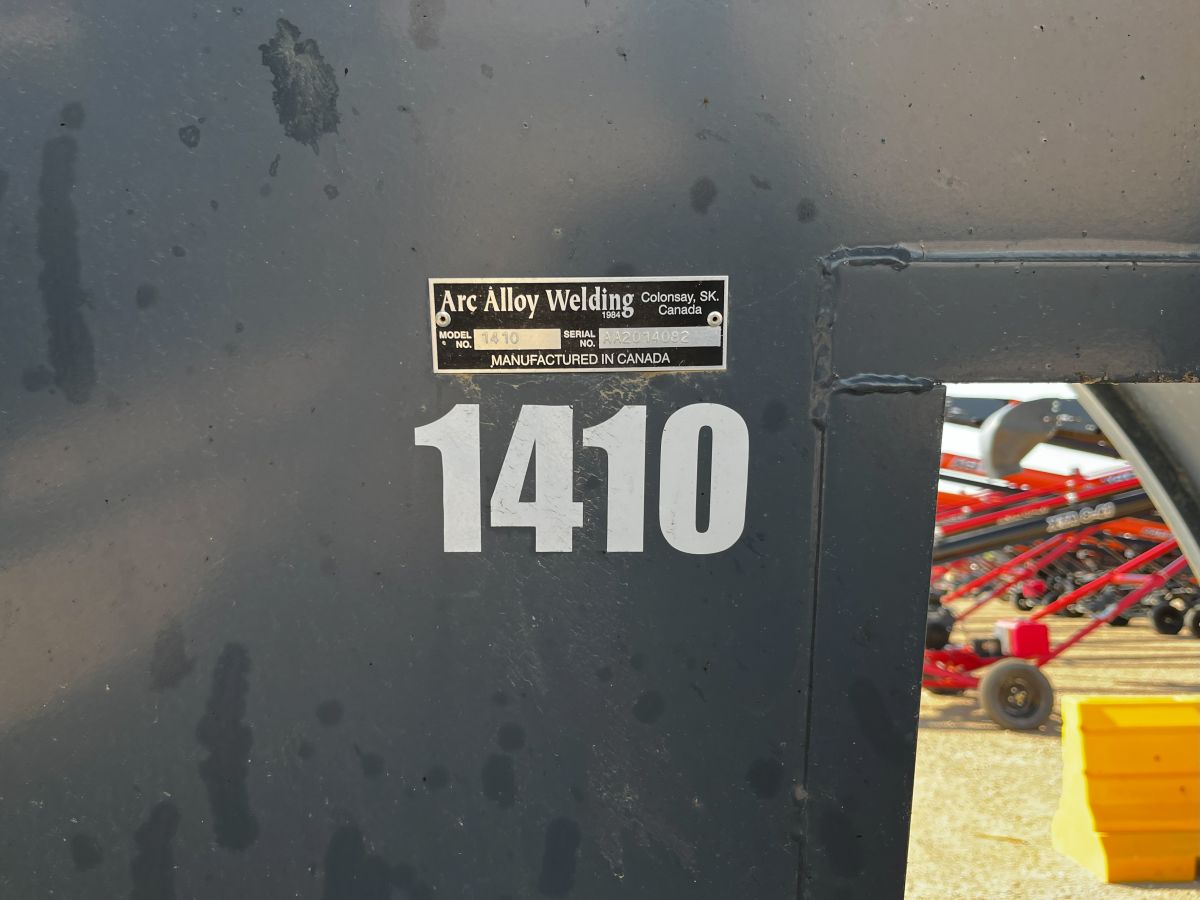 Arc Alloy Welding
1984
Colonsay, SK.
Canada
MODEL NO. 1410
SERIAL NO. AA2014082
MANUFACTURED IN CANADA
1410